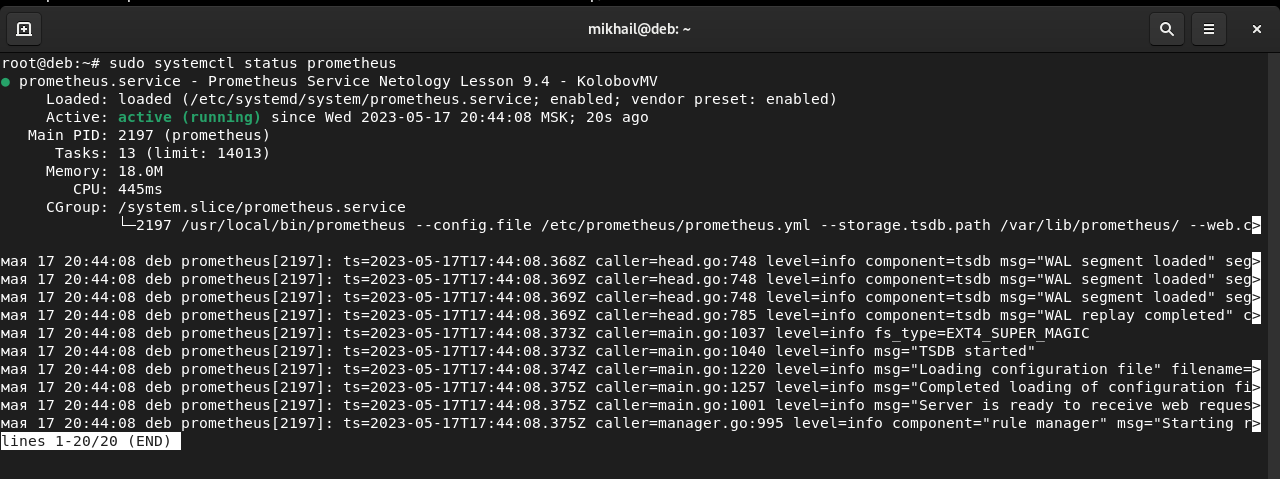 mikhail@deb: ~
root@deb:~# sudo systemctl status prometheus
● prometheus.service - Prometheus Service Netology Lesson 9.4 - KolobovMV
     Loaded: loaded (/etc/systemd/system/prometheus.service; enabled; vendor preset: enabled)
     Active: active (running) since Wed 2023-05-17 20:44:08 MSK; 20s ago
   Main PID: 2197 (prometheus)
      Tasks: 13 (limit: 14013)
     Memory: 18.0M
        CPU: 445ms
     CGroup: /system.slice/prometheus.service
             └─2197 /usr/local/bin/prometheus --config.file /etc/prometheus/prometheus.yml --storage.tsdb.path /var/lib/prometheus/ --web.c>
мая 17 20:44:08 deb prometheus[2197]: ts=2023-05-17T17:44:08.368Z caller=head.go:748 level=info component=tsdb msg="WAL segment loaded" seg>
мая 17 20:44:08 deb prometheus[2197]: ts=2023-05-17T17:44:08.369Z caller=head.go:748 level=info component=tsdb msg="WAL segment loaded" seg>
мая 17 20:44:08 deb prometheus[2197]: ts=2023-05-17T17:44:08.369Z caller=head.go:748 level=info component=tsdb msg="WAL segment loaded" seg>
мая 17 20:44:08 deb prometheus[2197]: ts=2023-05-17T17:44:08.369Z caller=head.go:785 level=info component=tsdb msg="WAL replay completed" c>
мая 17 20:44:08 deb prometheus[2197]: ts=2023-05-17T17:44:08.373Z caller=main.go:1037 level=info fs_type=EXT4_SUPER_MAGIC
мая 17 20:44:08 deb prometheus[2197]: ts=2023-05-17T17:44:08.373Z caller=main.go:1040 level=info msg="TSDB started"
мая 17 20:44:08 deb prometheus[2197]: ts=2023-05-17T17:44:08.374Z caller=main.go:1220 level=info msg="Loading configuration file" filename=>
мая 17 20:44:08 deb prometheus[2197]: ts=2023-05-17T17:44:08.375Z caller=main.go:1257 level=info msg="Completed loading of configuration fi>
мая 17 20:44:08 deb prometheus[2197]: ts=2023-05-17T17:44:08.375Z caller=main.go:1001 level=info msg="Server is ready to receive web reques>
мая 17 20:44:08 deb prometheus[2197]: ts=2023-05-17T17:44:08.375Z caller=manager.go:995 level=info component="rule manager" msg="Starting r>
lines 1-20/20 (END)